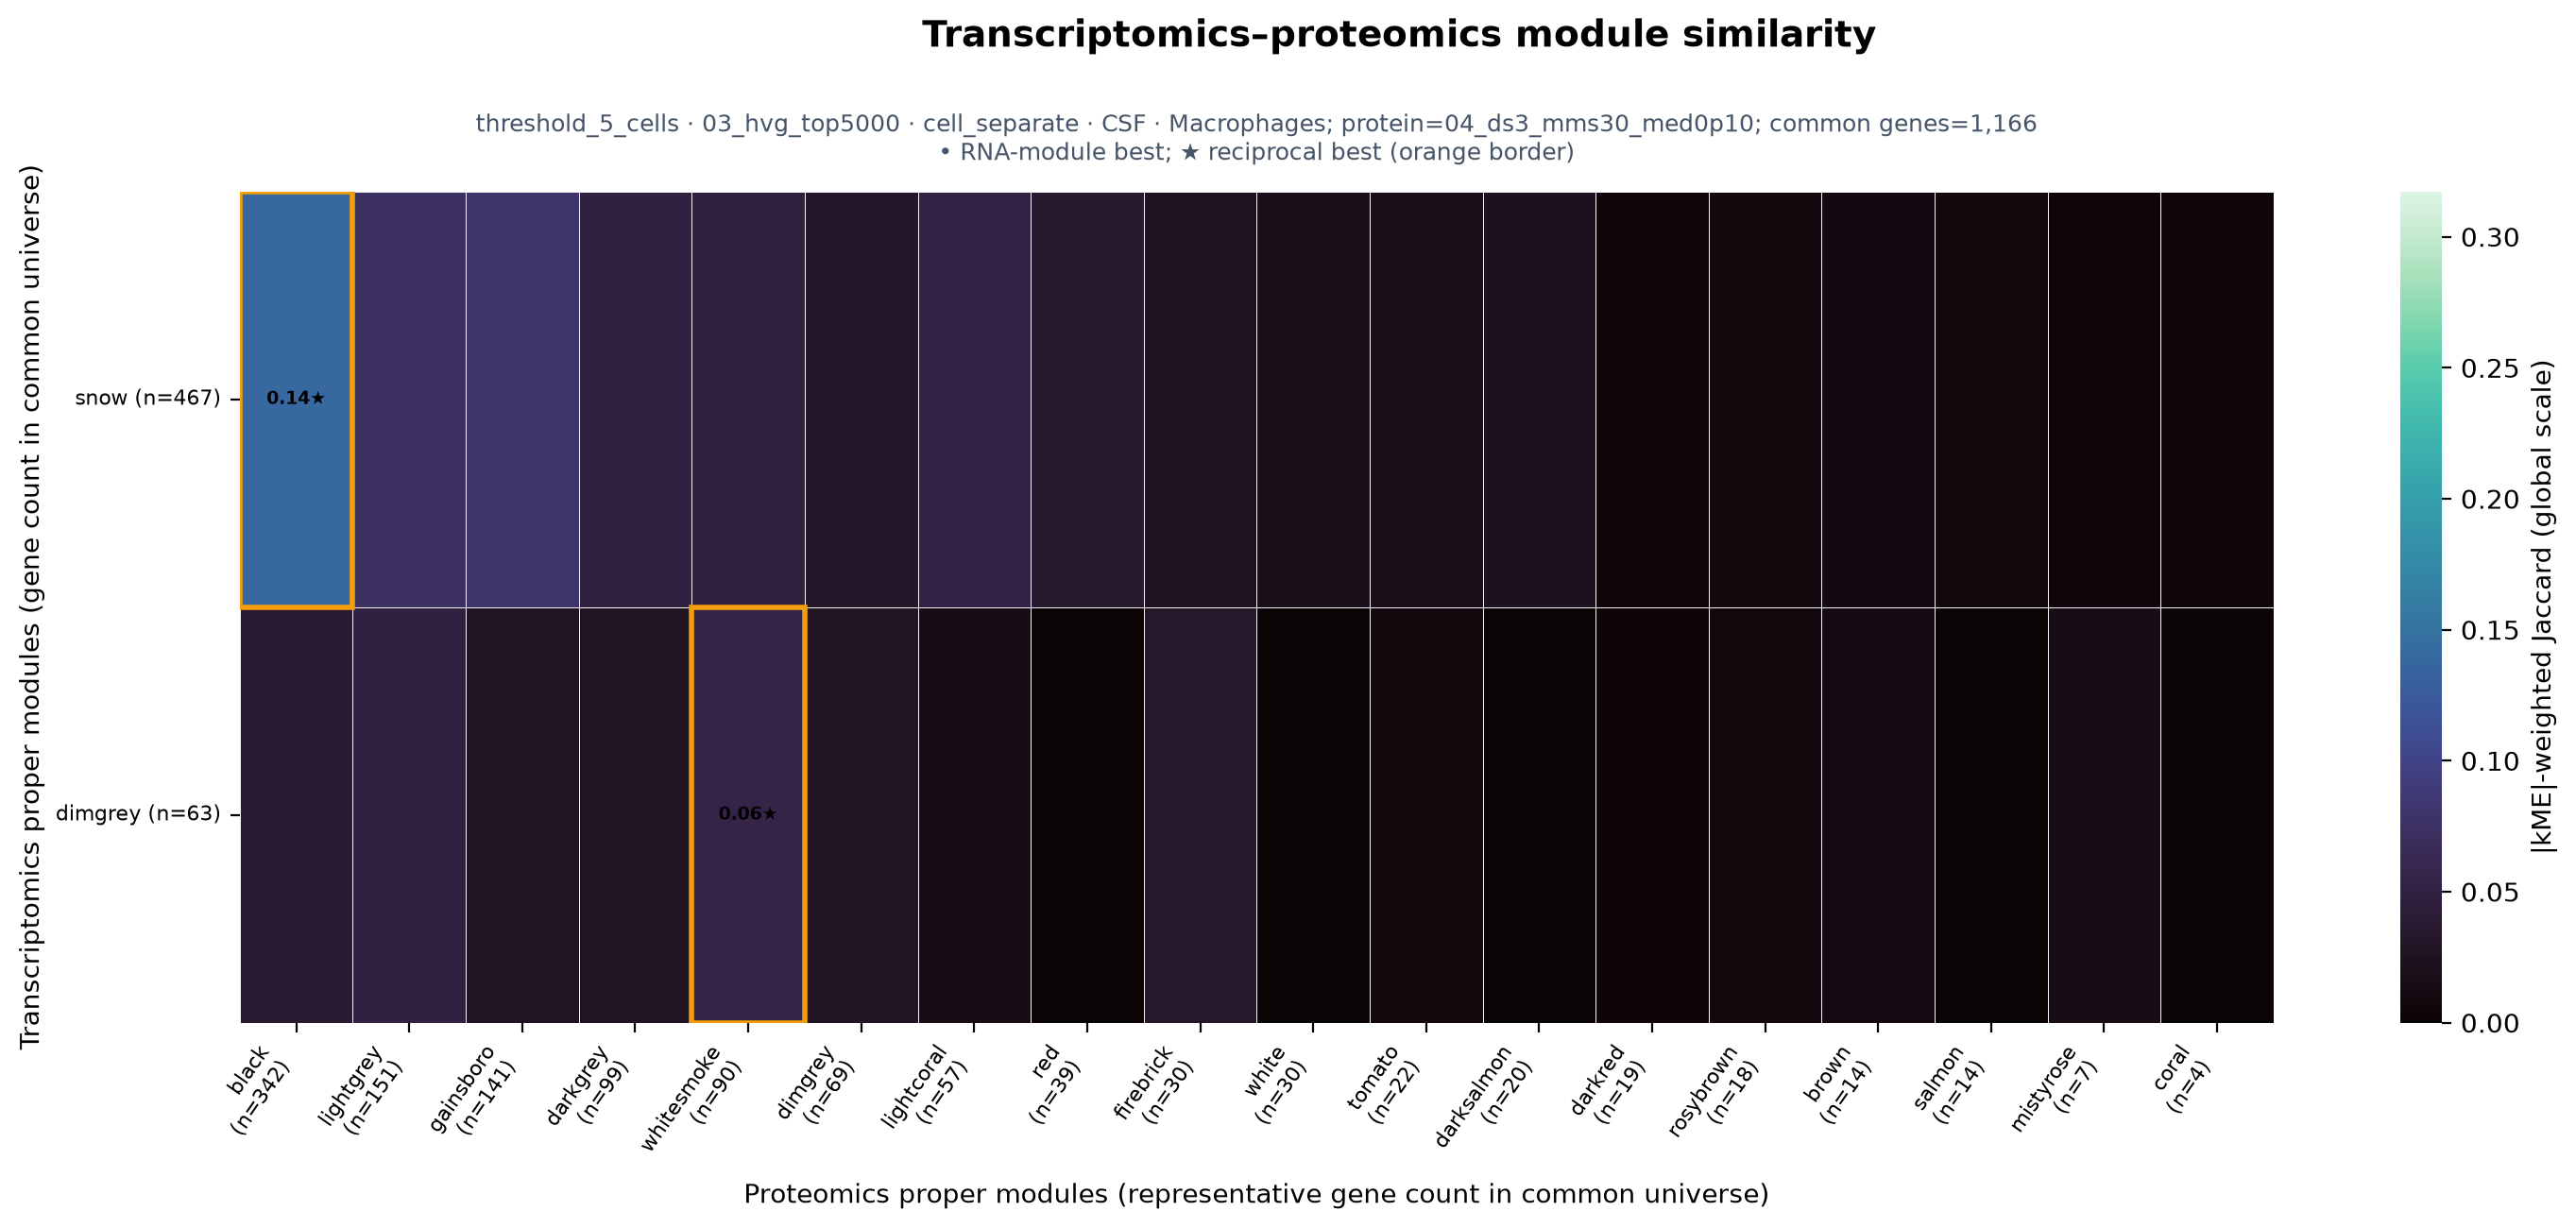 Transcriptomics–proteomics module similarity
threshold_5_cells · 03_hvg_top5000 · cell_separate · CSF · Macrophages; protein=04_ds3_mms30_med0p10; common genes=1,166
• RNA-module best; ★ reciprocal best (orange border)
Transcriptomics proper modules (gene count in common universe)
snow (n=467)
dimgrey (n=63)
0.14★
0.06★
black
(n=342)
lightgrey
(n=151)
gainsboro
(n=141)
darkgrey
(n=99)
whitesmoke
(n=90)
dimgrey
(n=69)
lightcoral
(n=57)
red
(n=39)
firebrick
(n=30)
white
(n=30)
tomato
(n=22)
darksalmon
(n=20)
darkred
(n=19)
rosybrown
(n=18)
brown
(n=14)
salmon
(n=14)
mistyrose
(n=7)
coral
(n=4)
Proteomics proper modules (representative gene count in common universe)
0.30
0.25
0.20
0.15
0.10
0.05
0.00
|kME|-weighted Jaccard (global scale)